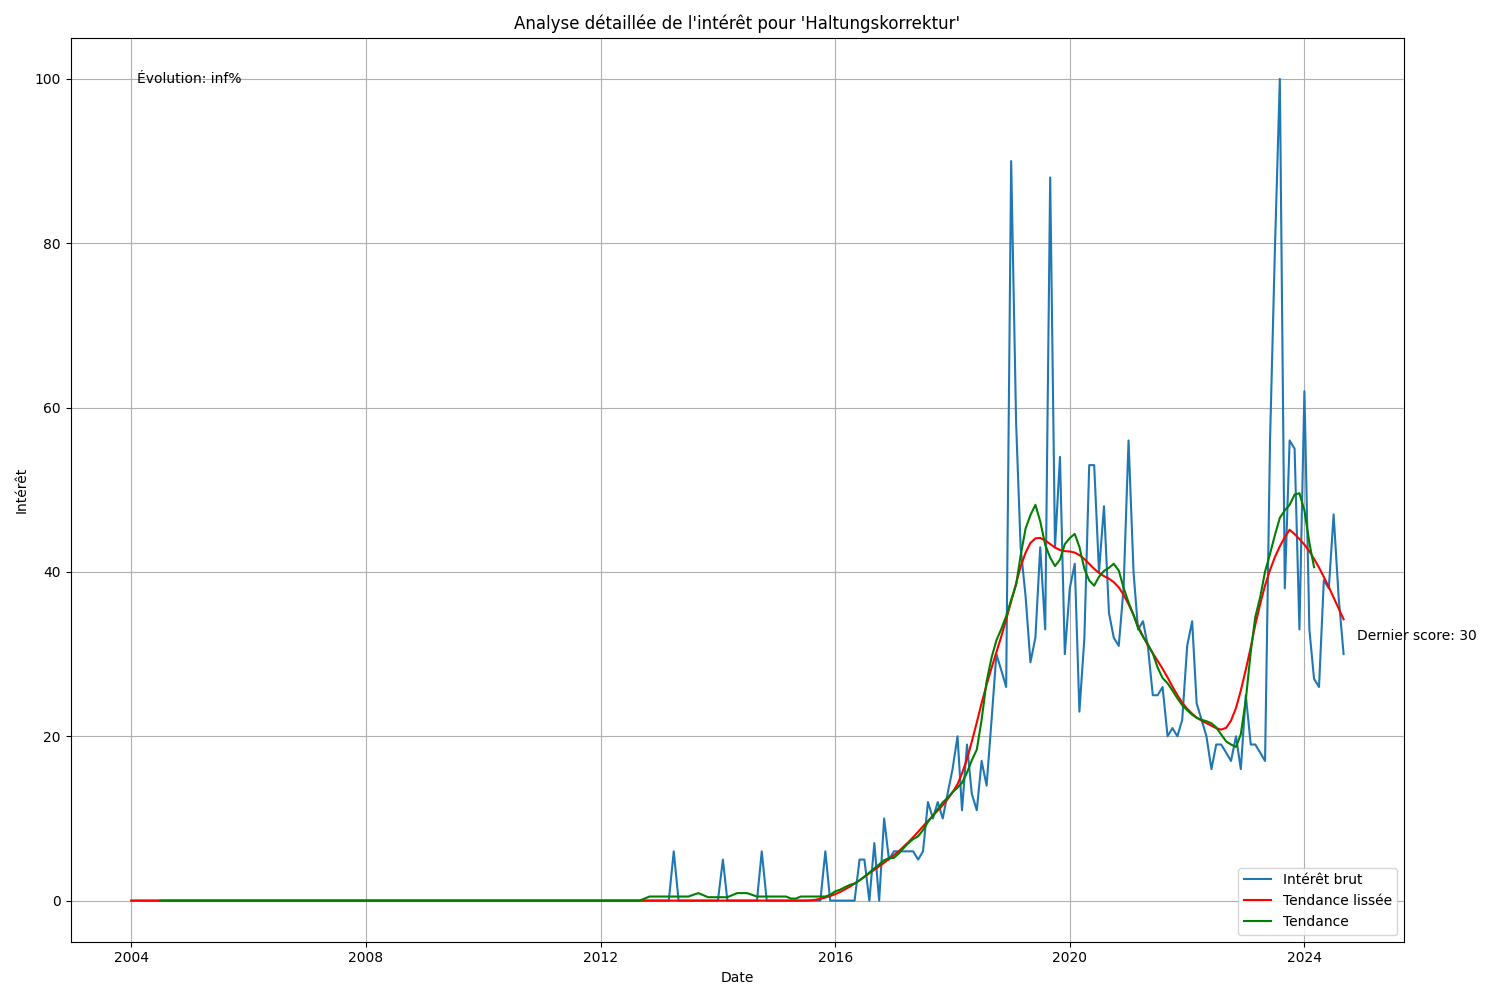 Analyse détaillée de l'intérêt pour 'Haltungskorrektur'
Évolution: inf%
100
80
60
40
20
0
Intérêt
Dernier score: 30
Intérêt brut
Tendance lissée
Tendance
2004
2008
2012
2016
2020
2024
Date